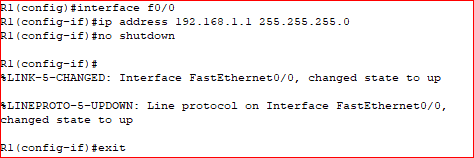 R1(config)#interface f0/0
R1(config-if)#ip address 192.168.1.1 255.255.255.0
R1(config-if)#no shutdown
R1(config-if)#
%LINK-5-CHANGED: Interface FastEthernet0/0, changed state to up
%LINEPROTO-5-UPDOWN: Line protocol on Interface FastEthernet0/0,
changed state to up
R1(config-if)#exit